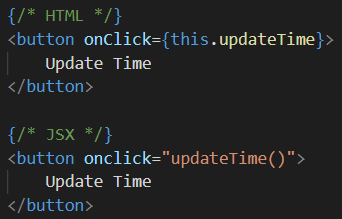 {/* HTML */}
<button onClick={this.updateTime}>
    Update Time
</button>

{/* JSX */}
<button onclick="updateTime()">
    Update Time
</button>